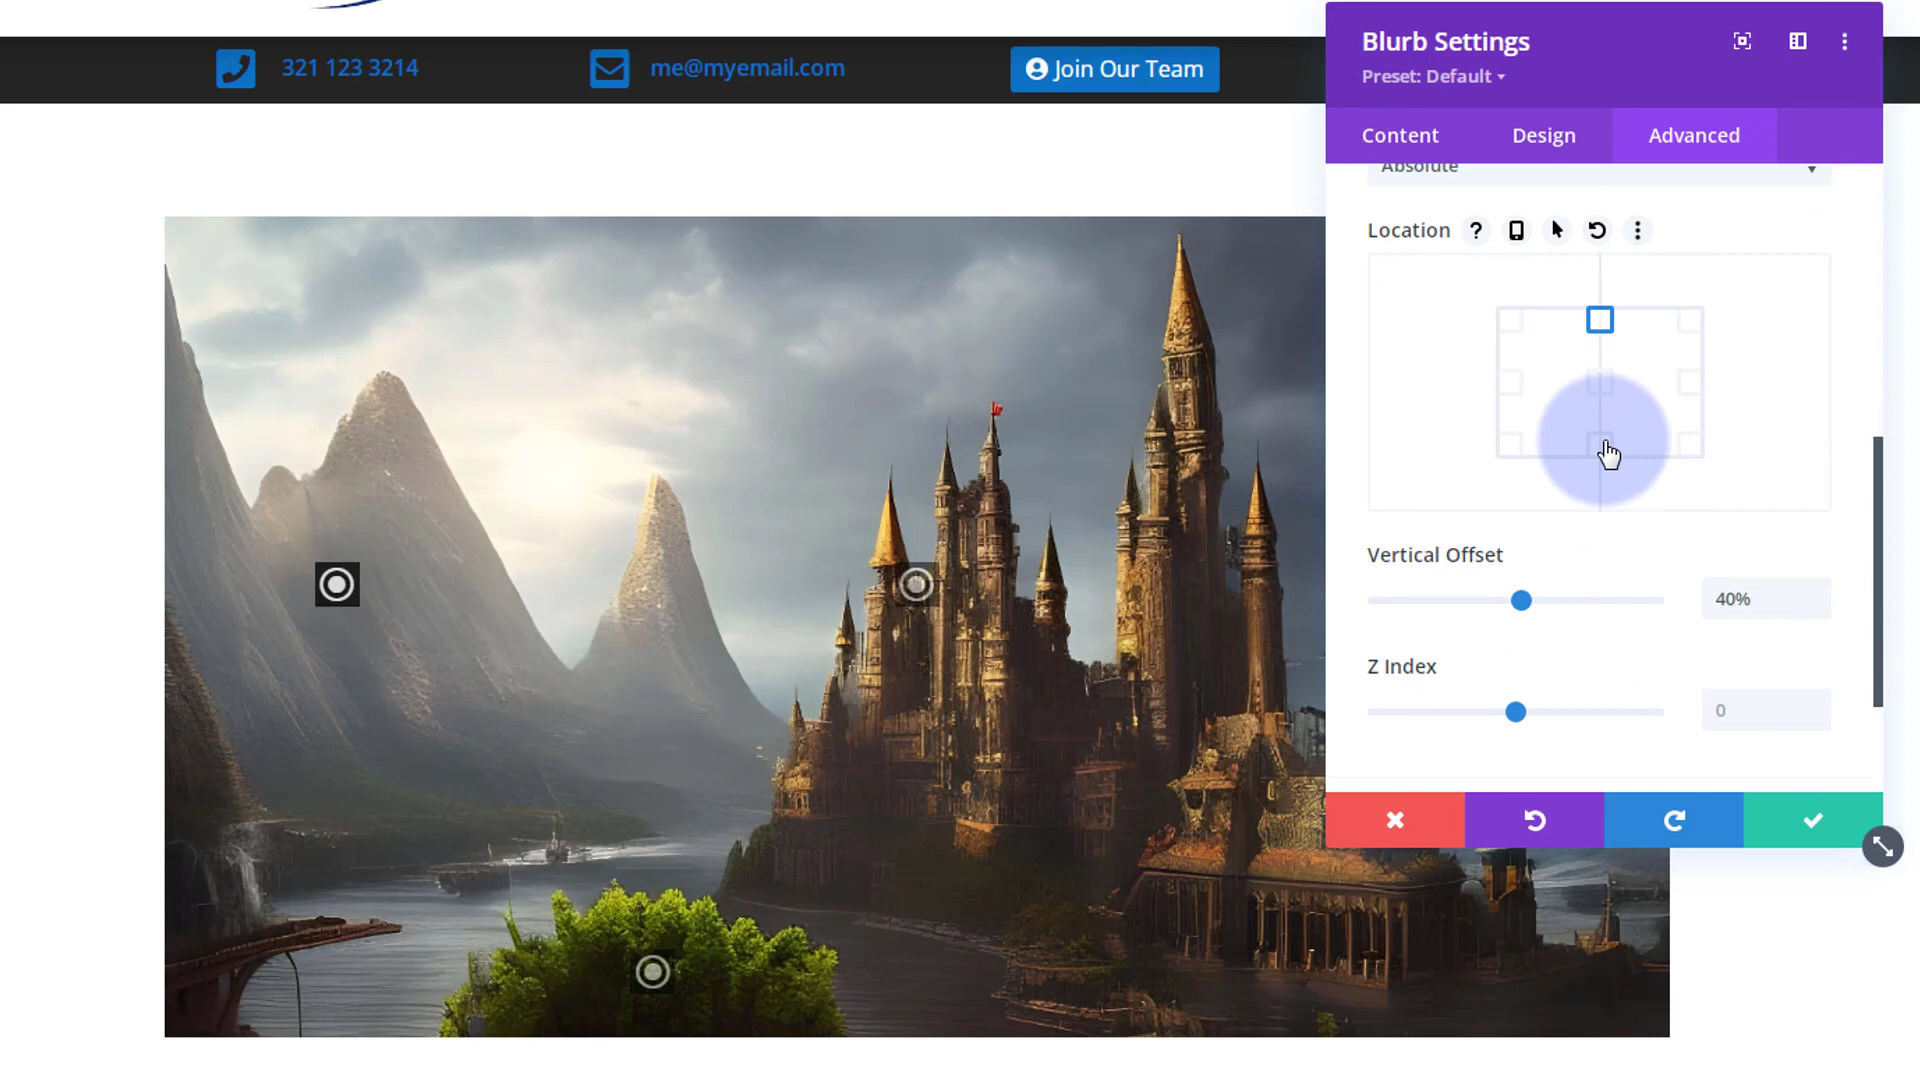 321 123 3214
me@myemail.com
Join Our Team
Blurb Settings
Preset: Default
Content
Design
Advanced
Absolute
Location
?
Vertical Offset
40%
Z Index
0